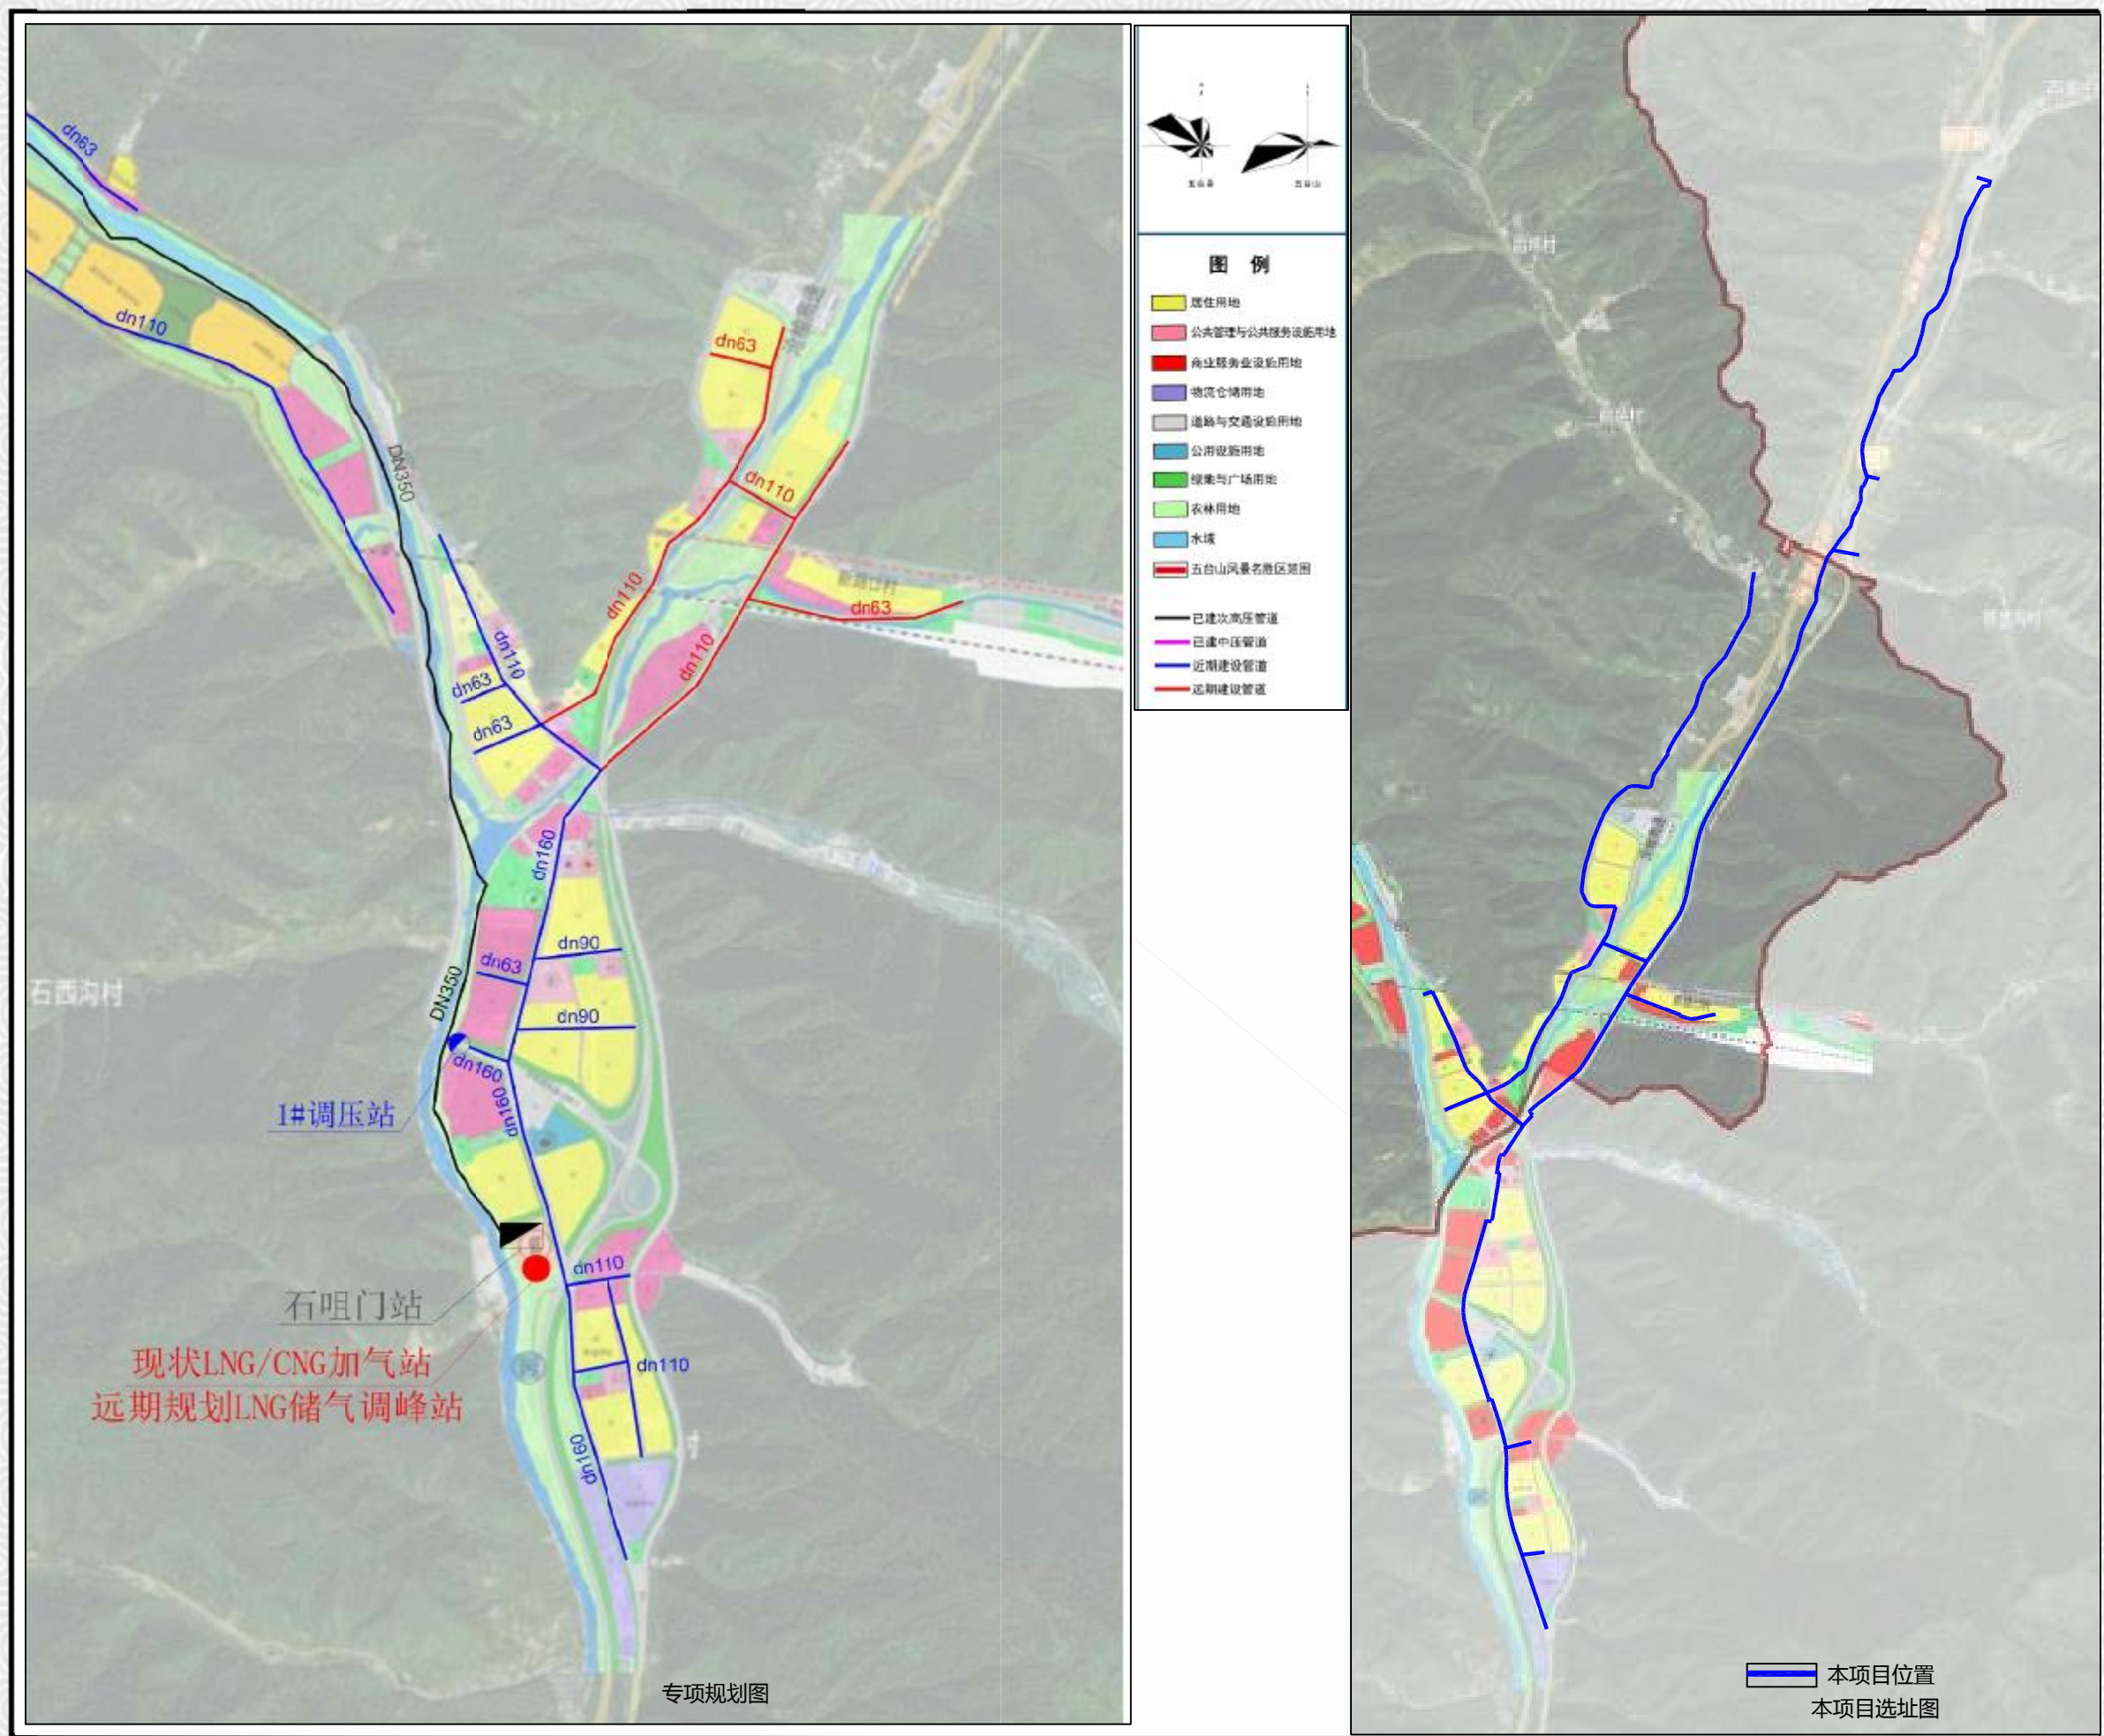 dn63
dn110
DN350
dn63
dn110
dn110
dn63
dn110
dn110
dn63
dn63
dn160
dn90
dn63
dn90
DN350
石西沟村
dn160
dn160
1#调压站
dn110
石咀门站
现状LNG/CNG加气站
远期规划LNG储气调峰站
dn110
dn160
村
专项规划图
五台县
五台山
图 例
居住用地
公共管理与公共服务设施用地
商业服务业设施用地
物流仓储用地
道路与交通设施用地
公用设施用地
绿地与广场用地
农林用地
水域
五台山风景名胜区范围
已建次高压管道
已建中压管道
近期建设管道
远期建设管道
本项目位置
本项目选址图